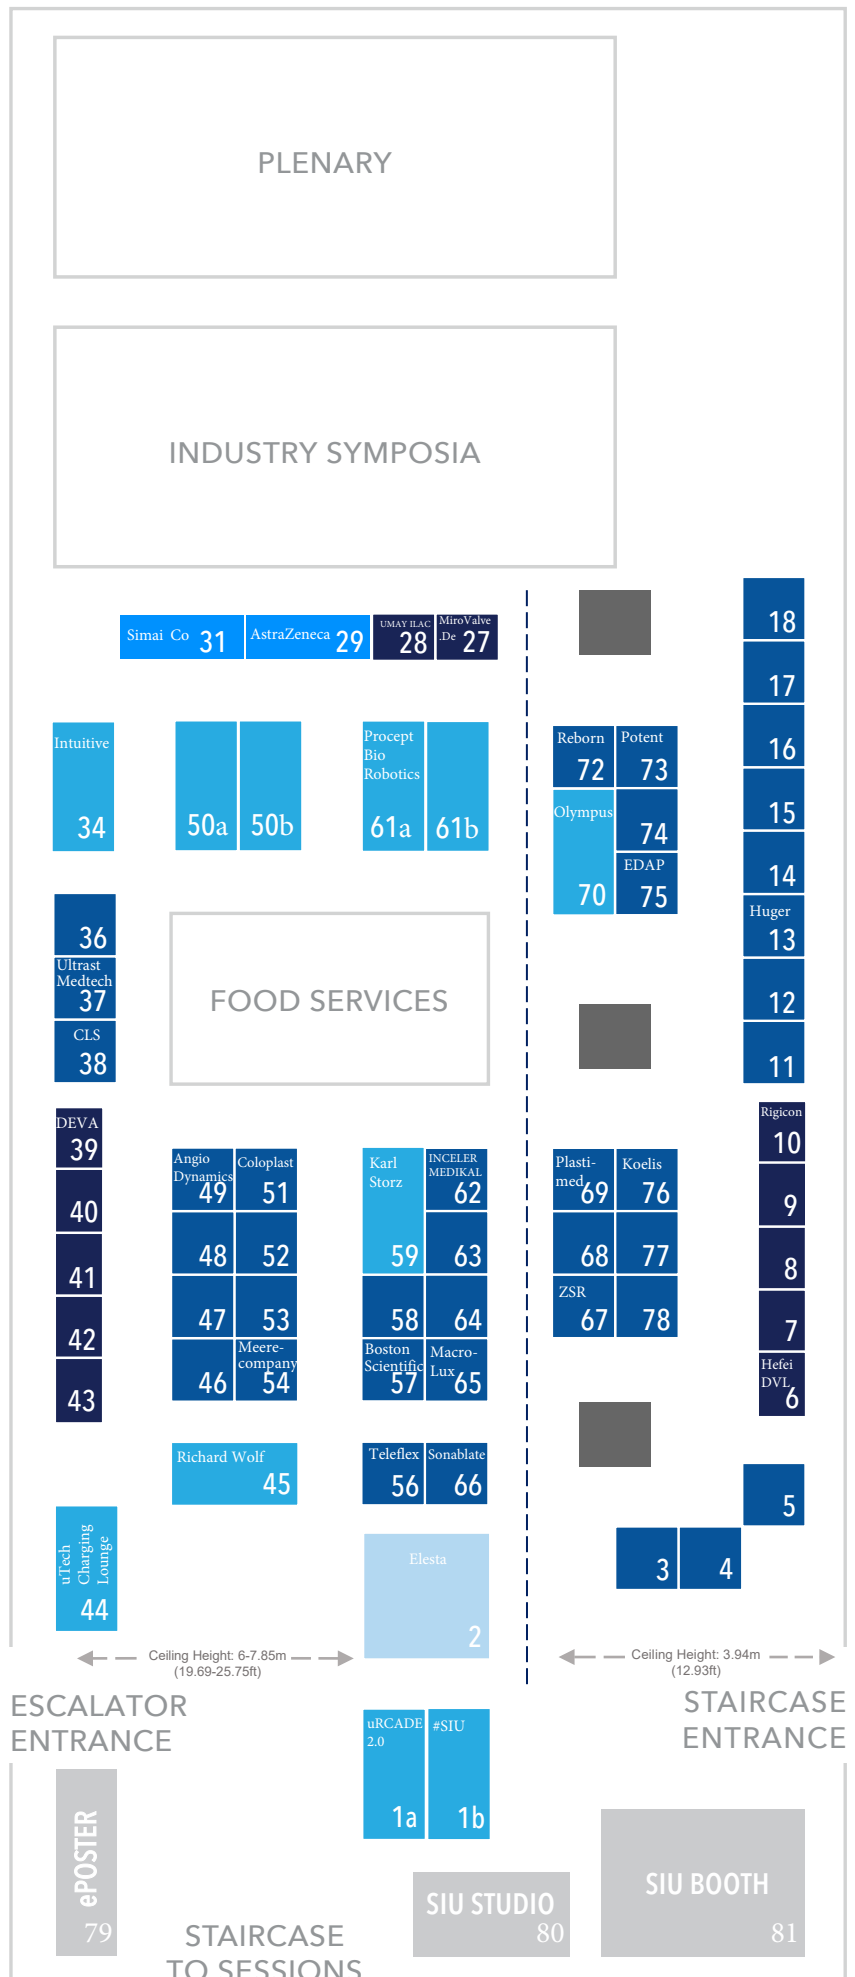 PLENARY
INDUSTRY SYMPOSIA
Simai Co 31
AstraZeneca 29
UMAY ILAC
28
MiroValve
.De 27
18
17
16
15
14
Huger
13
12
11
Intuitive
34
50a
50b
Procept
Bio
Robotics
61a
61b
Reborn
72
Potent
73
Olympus
70
74
EDAP
75
36
Ultrast
Medtech
37
CLS
38
FOOD SERVICES
DEVA
39
40
41
42
43
Angio
Dynamics
49
Coloplast
51
48
52
47
53
46
Meere-
company
54
Karl
Storz
59
INCELER
MEDIKAL
62
63
58
64
Boston
Scientific
57
Macro-
Lux
65
Plasti-
med
69
Koelis
76
68
77
ZSR
67
78
Rigicon
10
9
8
7
Hefei
DVL
6
Richard Wolf
45
Teleflex
56
Sonablate
66
5
3
4
uTech
Charging
Lounge
44
Elesta
2
Ceiling Height: 6-7.85m
(19.69-25.75ft)
Ceiling Height: 3.94m
(12.93ft)
ESCALATOR
ENTRANCE
STAIRCASE
ENTRANCE
uRCADE
2.0
1a
#SIU
1b
ePOSTER
79
SIU STUDIO
80
SIU BOOTH
81
STAIRCASE
TO SESSIONS